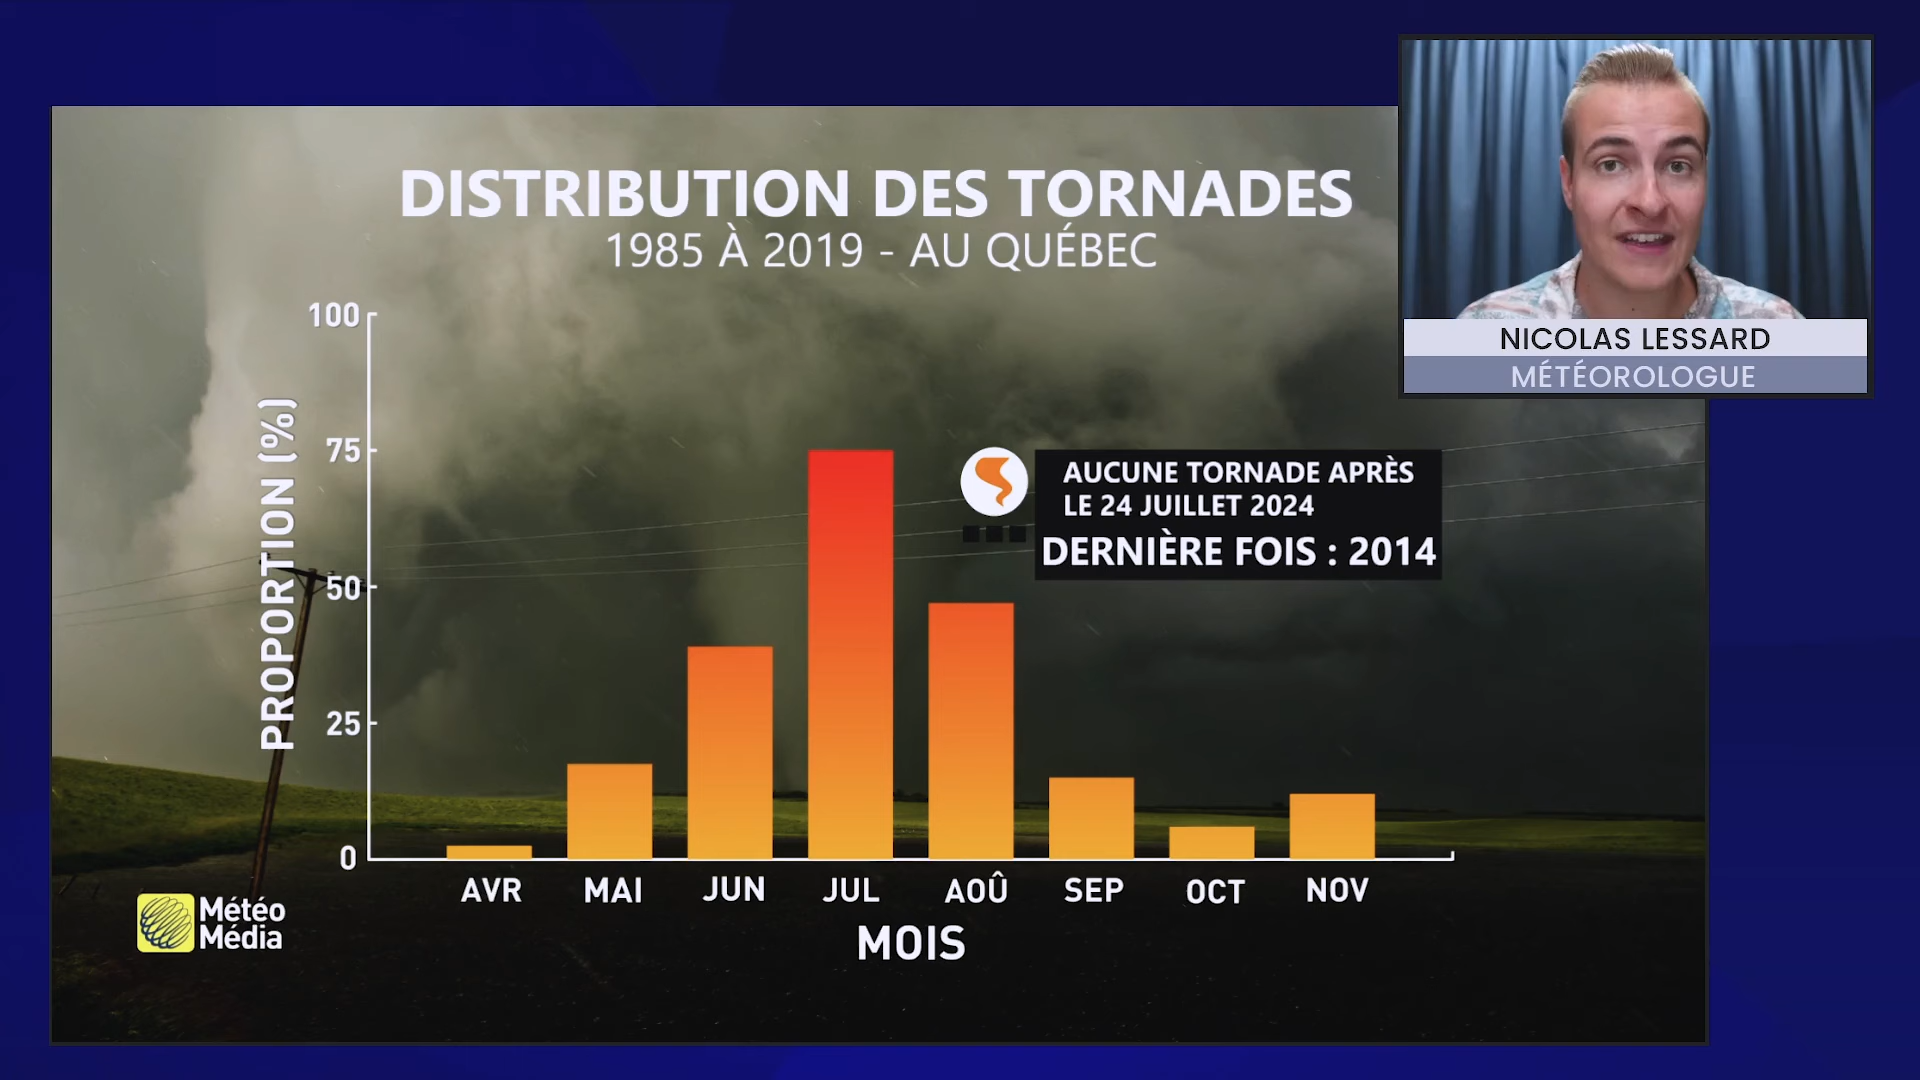 DISTRIBUTION DES TORNADES
1985 À 2019 - AU QUÉBEC
NICOLAS LESSARD
MÉTÉOROLOGUE
PROPORTION (%)
100
75
50
25
0
AUCUNE TORNADE APRÈS
LE 24 JUILLET 2024
DERNIÈRE FOIS : 2014
AVR MAI JUN JUL AOÛ SEP OCT NOV
MOIS
Météo
Média